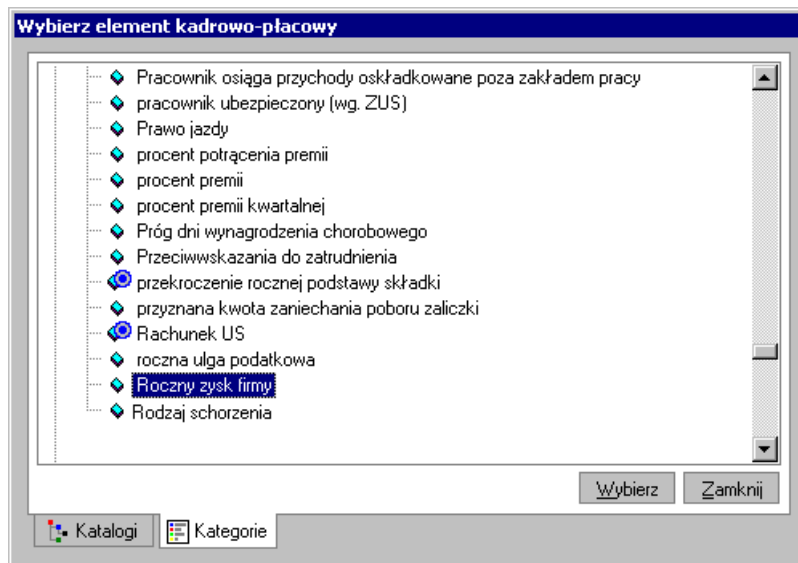 Wybierz element kadrowo-płacowy
Pracownik osiąga przychody oskładkowane poza zakładem pracy
pracownik ubezpieczony (wg. ZUS)
Prawo jazdy
procent potrącenia premii
procent premii
procent premii kwartalnej
Próg dni wynagrodzenia chorobowego
Przeciwwskazania do zatrudnienia
przekroczenie rocznej podstawy składki
przyznana kwota zaniechania poboru zaliczki
Rachunek US
roczna ulga podatkowa
Roczny zysk firmy
Rodzaj schorzenia
Wybierz Zamknij
Katalogi Kategorie